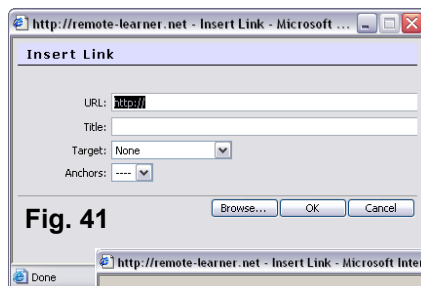 http://remote-learner.net - Insert Link - Microsoft ...
Insert Link
URL: http://
Title:
Target: None
Anchors: ----
Browse... OK Cancel
Fig. 41
Done
http://remote-learner.net - Insert Link - Microsoft Inter